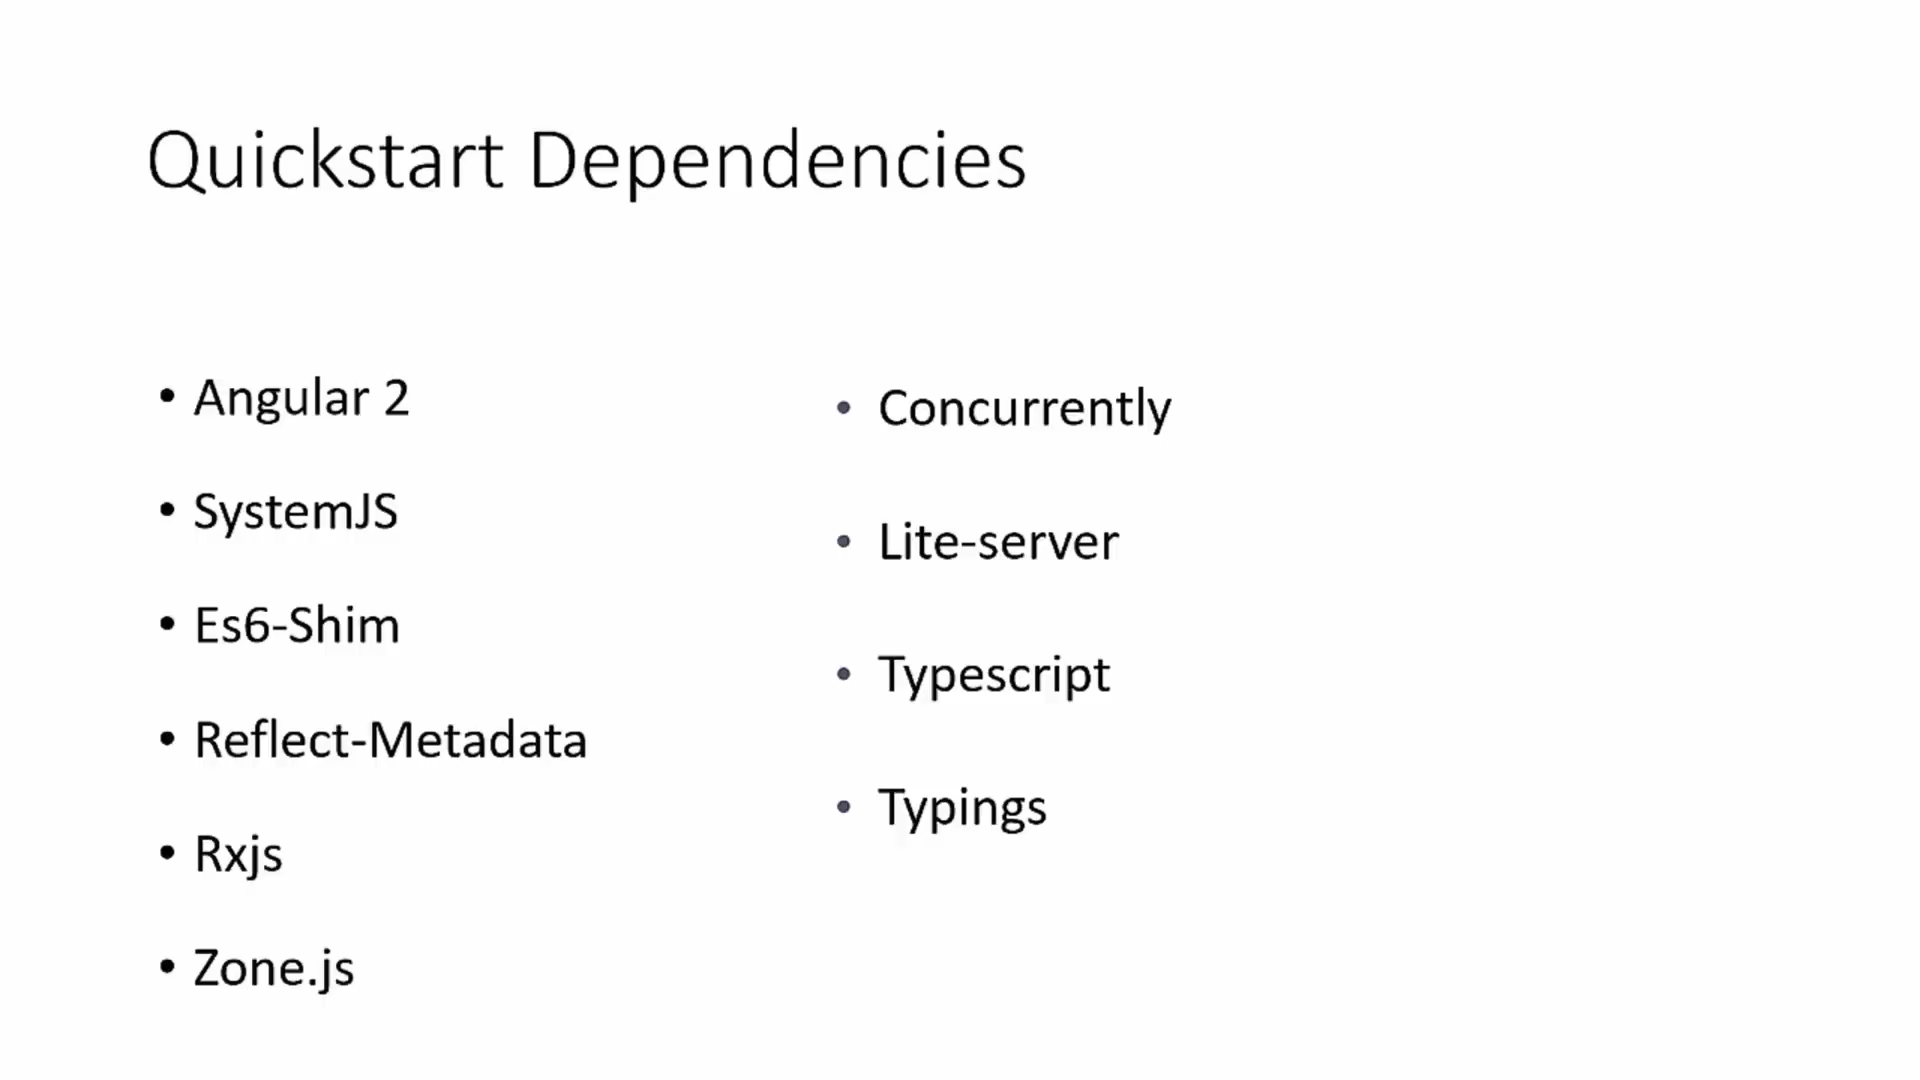 Quickstart Dependencies
• Angular 2
• SystemJS
• Es6-Shim
• Reflect-Metadata
• Rxjs
• Zone.js
• Concurrently
• Lite-server
• Typescript
• Typings